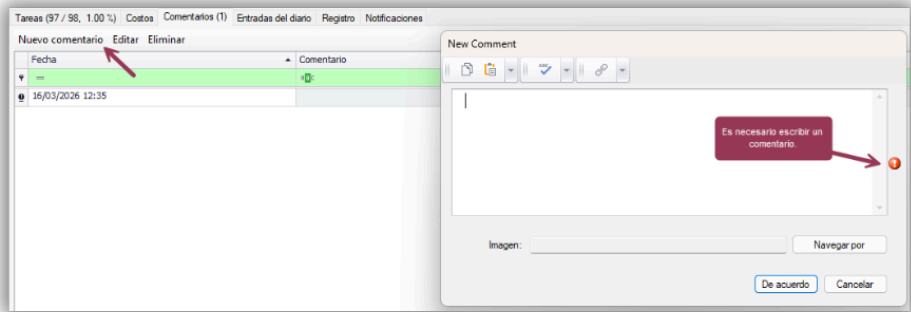 Tareas (97 / 98, 1.00 %) Costos Comentarios (1) Entradas del diario Registro Notificaciones
Nuevo comentario Editar Eliminar
Fecha Comentario
=
16/03/2026 12:35
New Comment
Es necesario escribir un
comentario.
Imagen: Navegar por
De acuerdo Cancelar